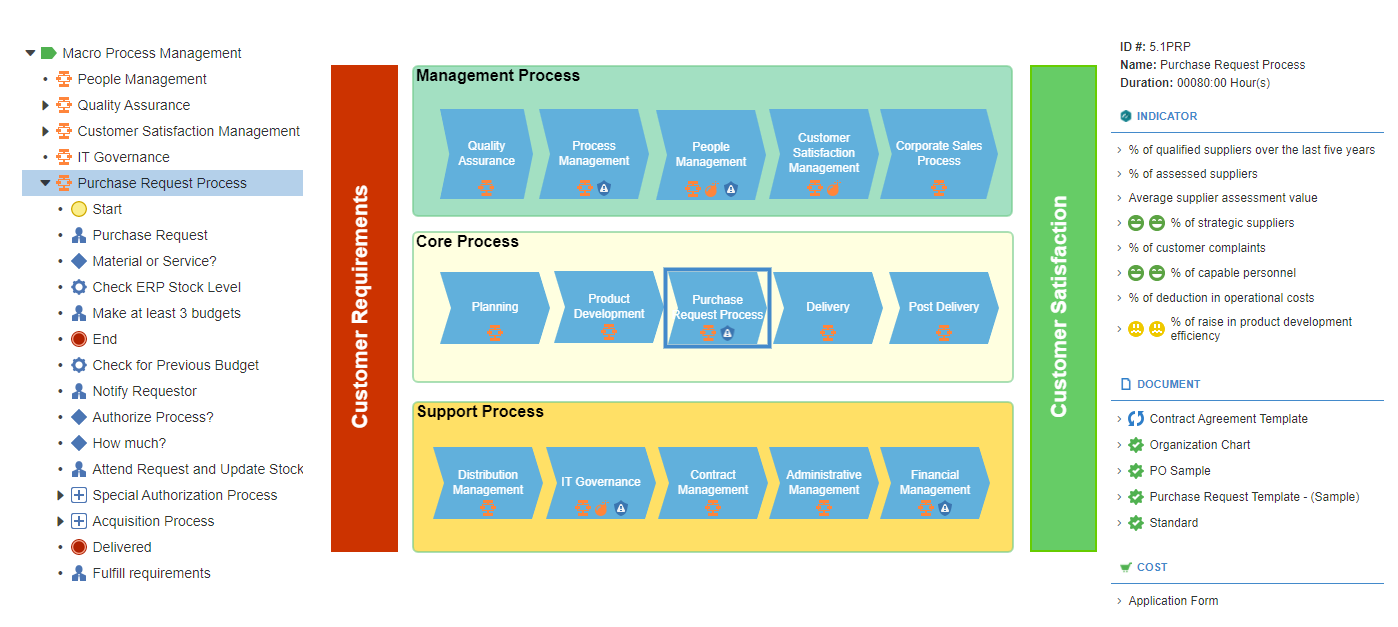 Macro Process Management
People Management
Quality Assurance
Customer Satisfaction Management
IT Governance
Purchase Request Process
Start
Purchase Request
Material or Service?
Check ERP Stock Level
Make at least 3 budgets
End
Check for Previous Budget
Notify Requestor
Authorize Process?
How much?
Attend Request and Update Stock
Special Authorization Process
Acquisition Process
Delivered
Fulfill requirements
Customer Requirements
Management Process
Quality
Assurance
Process
Management
People
Management
Customer
Satisfaction
Management
Corporate Sales
Process
Core Process
Planning
Product
Development
Purchase
Request Process
Delivery
Post Delivery
Support Process
Distribution
Management
IT Governance
Contract
Management
Administrative
Management
Financial
Management
Customer Satisfaction
ID #: 5.1PRP
Name: Purchase Request Process
Duration: 00080:00 Hour(s)
INDICATOR
% of qualified suppliers over the last five years
% of assessed suppliers
Average supplier assessment value
% of strategic suppliers
% of customer complaints
% of capable personnel
% of deduction in operational costs
% of raise in product development
efficiency
DOCUMENT
Contract Agreement Template
Organization Chart
PO Sample
Purchase Request Template - (Sample)
Standard
COST
Application Form